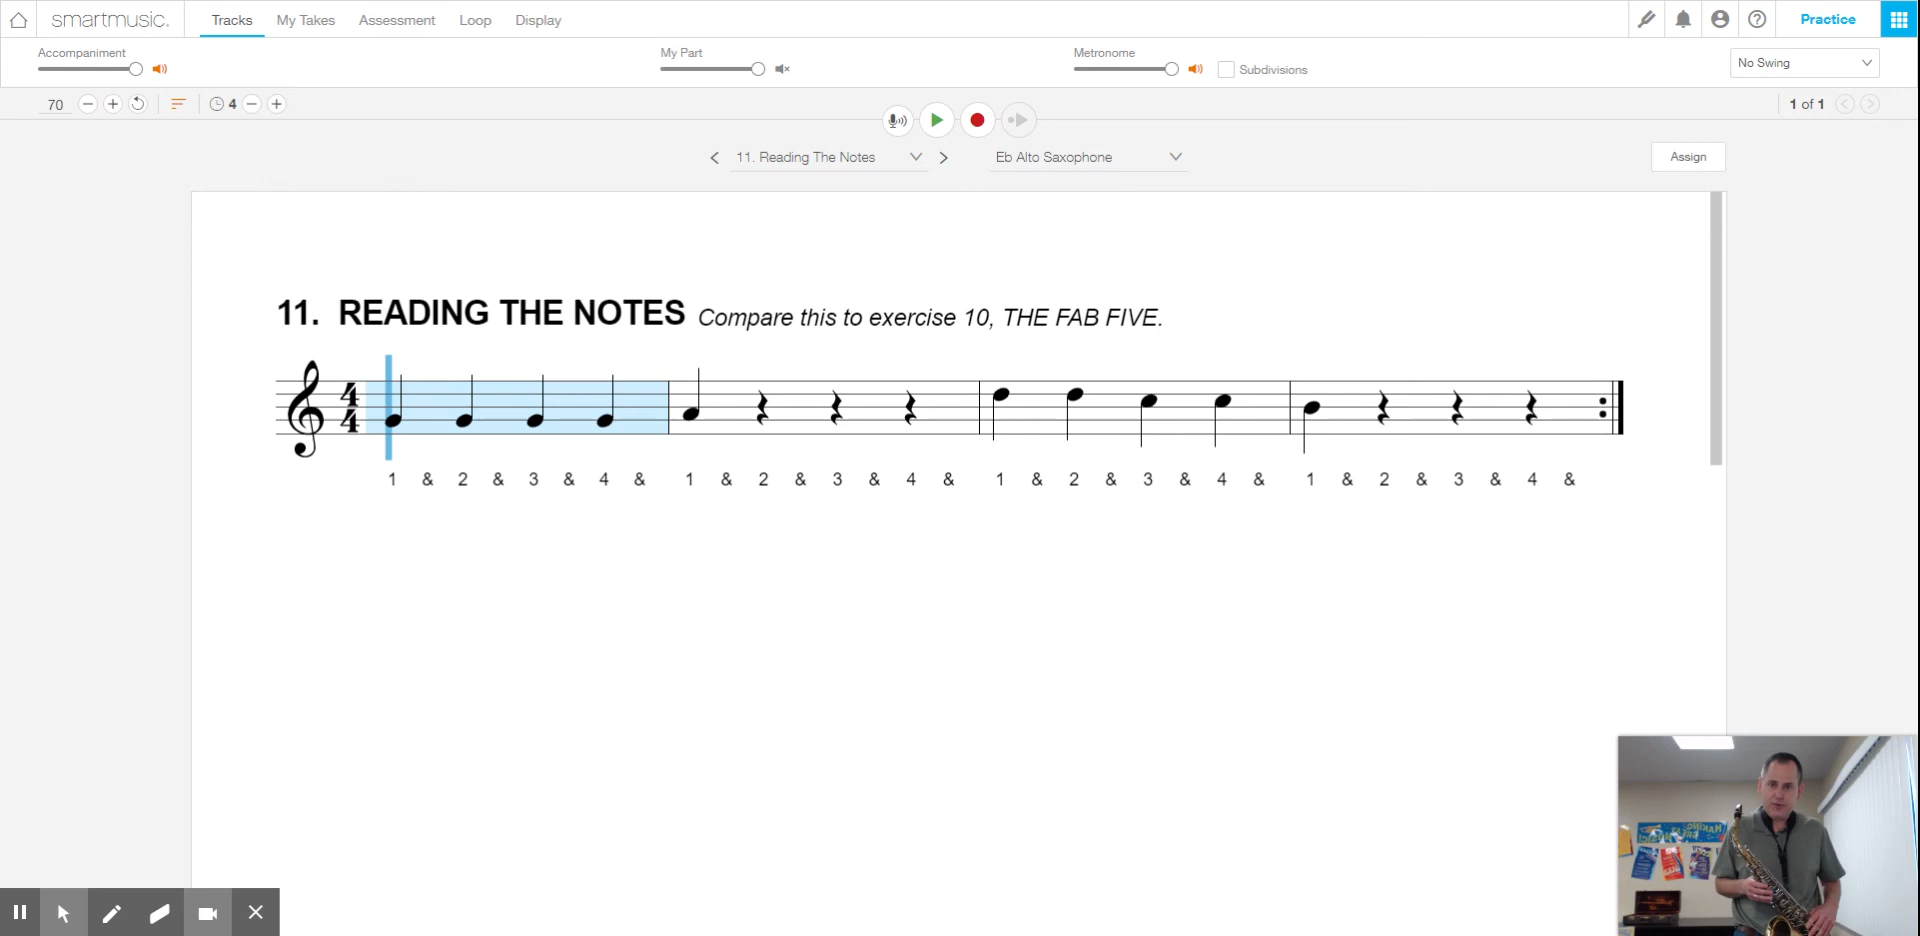 smartmusic. Tracks My Takes Assessment Loop Display Practice
Accompaniment My Part Metronome
Subdivisions No Swing
70 4 1 of 1
11. Reading The Notes Eb Alto Saxophone Assign
11. READING THE NOTES Compare this to exercise 10, THE FAB FIVE.
4
4
1 & 2 & 3 & 4 & 1 & 2 & 3 & 4 & 1 & 2 & 3 & 4 & 1 & 2 & 3 & 4 &